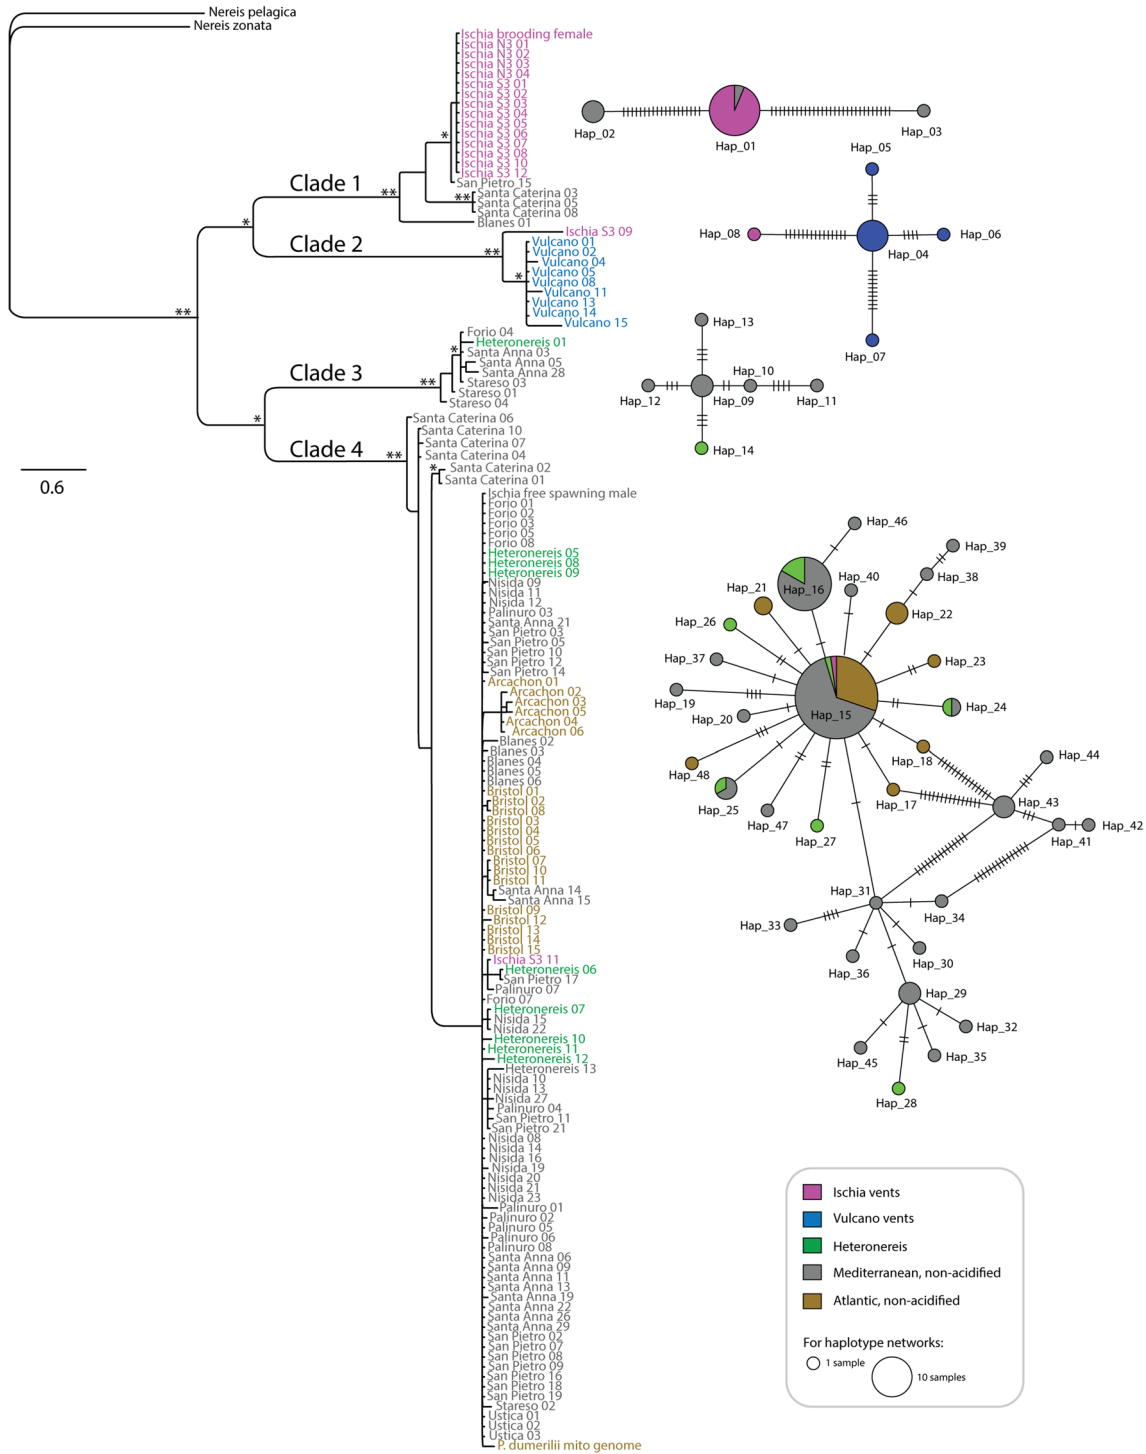 Nereis pelagica
Nereis zonata
Ischia brooding female
Ischia N3 01
Ischia N3 02
Ischia N3 03
Ischia N3 04
Ischia S3 01
Ischia S3 02
Ischia S3 03
Ischia S3 04
Ischia S3 05
Ischia S3 06
Ischia S3 07
Ischia S3 08
Ischia S3 10
Ischia S3 12
San Pietro 15
Santa Caterina 03
Santa Caterina 05
Santa Caterina 08
Blanes 01
Clade 1
Clade 2
Ischia S3 09
Vulcano 01
Vulcano 02
Vulcano 04
Vulcano 05
Vulcano 08
Vulcano 11
Vulcano 13
Vulcano 14
Vulcano 15
Clade 3
Forio 04
Heteronereis 01
Santa Anna 03
Santa Anna 05
Santa Anna 28
Stareso 03
Stareso 01
Stareso 04
Clade 4
Santa Caterina 06
Santa Caterina 10
Santa Caterina 07
Santa Caterina 04
Santa Caterina 02
Santa Caterina 01
0.6
Ischia free spawning male
Forio 01
Forio 02
Forio 03
Forio 05
Forio 08
Heteronereis 05
Heteronereis 08
Heteronereis 09
Nisida 09
Nisida 11
Nisida 12
Palinuro 03
Santa Anna 21
San Pietro 03
San Pietro 05
San Pietro 10
San Pietro 12
San Pietro 14
Arcachon 01
Arcachon 02
Arcachon 03
Arcachon 05
Arcachon 04
Arcachon 06
Blanes 02
Blanes 03
Blanes 04
Blanes 05
Blanes 06
Bristol 01
Bristol 02
Bristol 08
Bristol 03
Bristol 04
Bristol 05
Bristol 06
Bristol 07
Bristol 10
Bristol 11
Santa Anna 14
Santa Anna 15
Bristol 09
Bristol 12
Bristol 13
Bristol 14
Bristol 15
Ischia S3 11
Heteronereis 06
San Pietro 17
Palinuro 07
Forio 07
Heteronereis 07
Nisida 15
Nisida 22
Heteronereis 10
Heteronereis 11
Heteronereis 12
Heteronereis 13
Nisida 10
Nisida 13
Nisida 27
Palinuro 04
San Pietro 11
San Pietro 21
Nisida 08
Nisida 14
Nisida 16
Nisida 19
Nisida 20
Nisida 21
Nisida 23
Palinuro 01
Palinuro 02
Palinuro 05
Palinuro 06
Palinuro 08
Santa Anna 06
Santa Anna 09
Santa Anna 11
Santa Anna 13
Santa Anna 19
Santa Anna 22
Santa Anna 26
Santa Anna 29
San Pietro 02
San Pietro 07
San Pietro 08
San Pietro 09
San Pietro 16
San Pietro 18
San Pietro 19
Stareso 02
Ustica 01
Ustica 02
Ustica 03
P. dumerilii mito genome
Hap_02
Hap_01
Hap_03
Hap_05
Hap_08
Hap_06
Hap_04
Hap_07
Hap_13
Hap_10
Hap_12
Hap_09
Hap_11
Hap_14
Hap_46
Hap_39
Hap_38
Hap_40
Hap_21
Hap_16
Hap_22
Hap_26
Hap_37
Hap_23
Hap_19
Hap_24
Hap_20
Hap_15
Hap_18
Hap_44
Hap_48
Hap_25
Hap_17
Hap_43
Hap_47
Hap_42
Hap_27
Hap_41
Hap_31
Hap_34
Hap_33
Hap_30
Hap_36
Hap_29
Hap_32
Hap_45
Hap_35
Hap_28
Ischia vents
Vulcano vents
Heteronereis
Mediterranean, non-acidified
Atlantic, non-acidified
For haplotype networks:
1 sample
10 samples